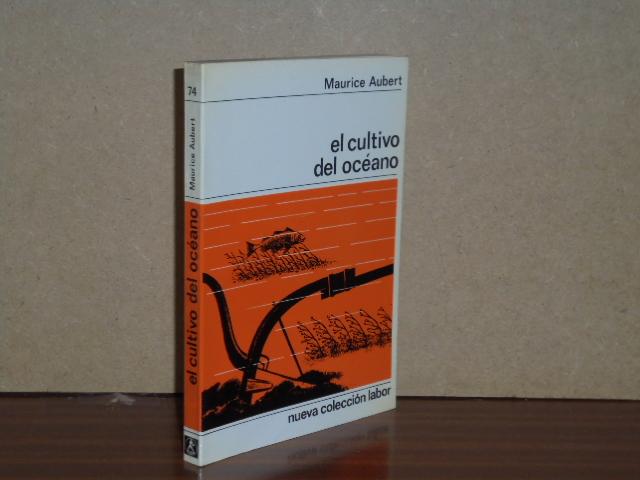 74
Maurice Aubert
el cultivo del océano
Maurice Aubert
el cultivo
del océano
nueva colección labor